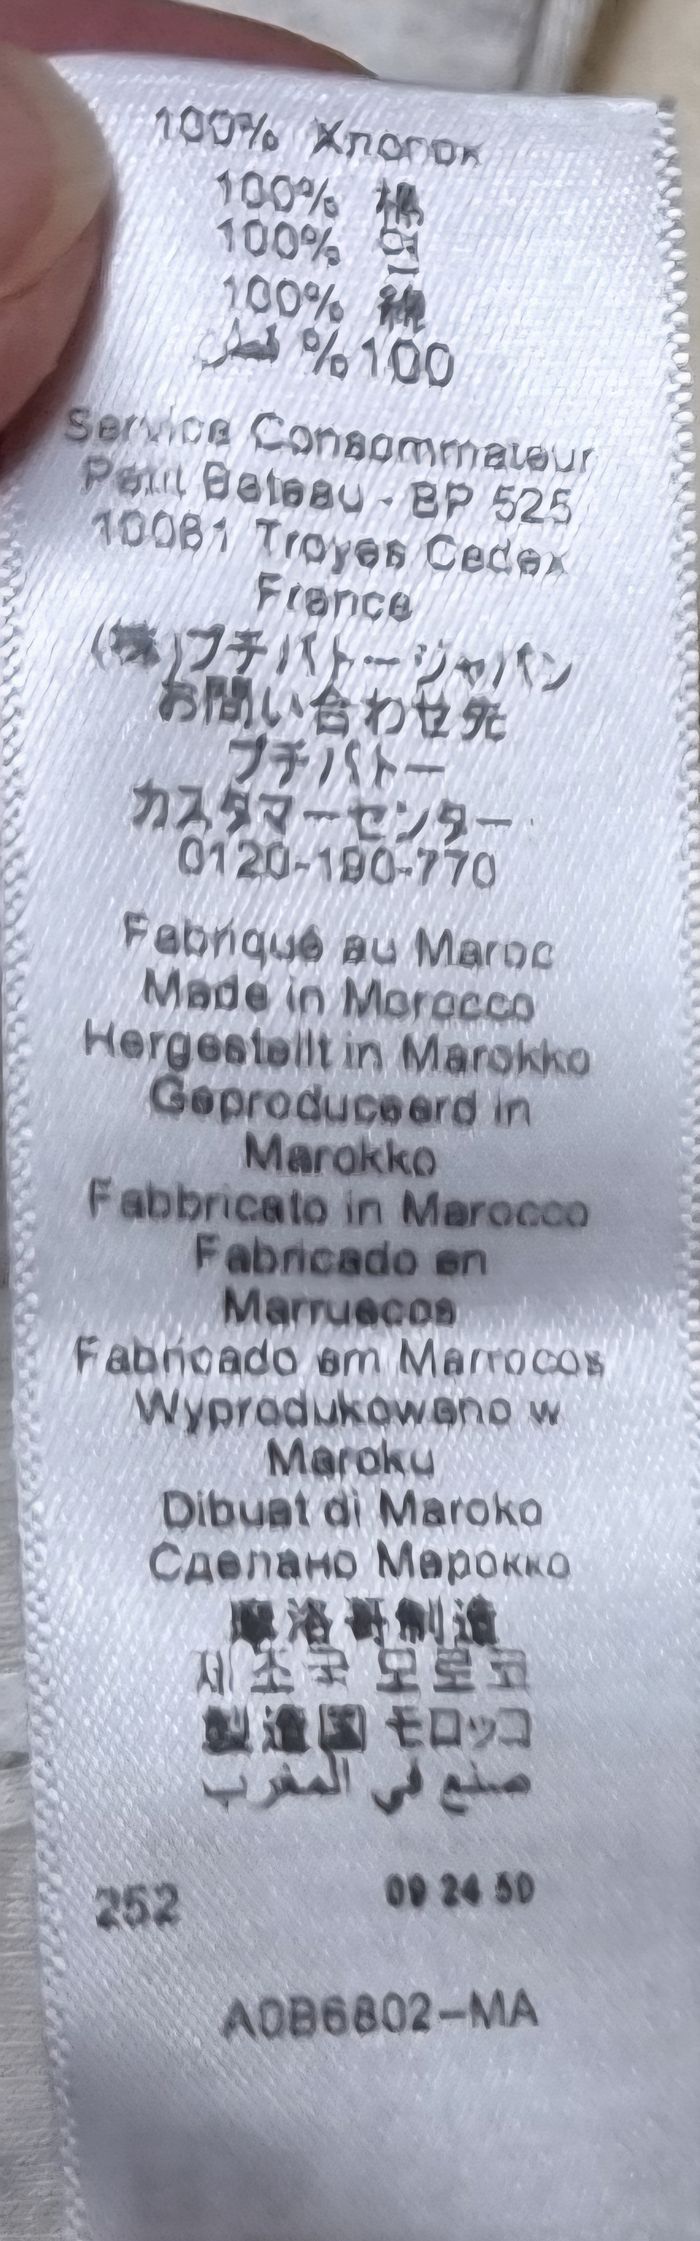 100% Хлопок
100% 棉
100% 면
100% 綿
100% قطن
Service Consommateur
Petit Bateau - BP 525
10081 Troyes Cedex
France
(株)プチバトージャパン
お問い合わせ先
プチバトー
カスタマーセンター
0120-190-770
Fabriqué au Maroc
Made in Morocco
Hergestellt in Marokko
Geproduceerd in
Marokko
Fabbricato in Marocco
Fabricado en
Marruecos
Fabricado em Marrocos
Wyprodukowano w
Maroku
Dibuat di Maroko
Сделано Марокко
摩洛哥制造
제조국 모로코
製造国 モロッコ
صنع في المغرب
252 09 24 50
A0B6802-MA